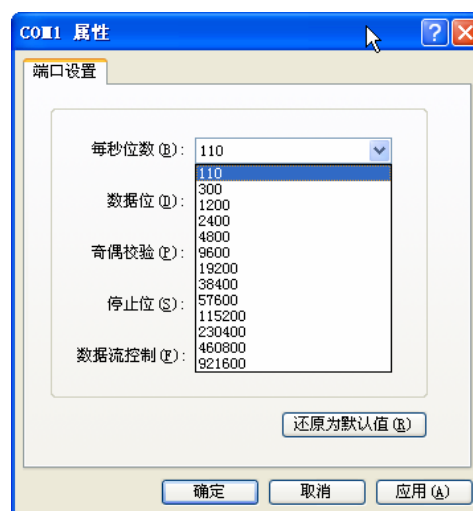 COM1 属性
端口设置
每秒位数(B): 110
110
300
数据位(D):
1200
2400
4800
奇偶校验(P):
9600
19200
38400
停止位(S):
57600
115200
230400
数据流控制(F):
460800
921600
还原为默认值(R)
确定 取消 应用(A)